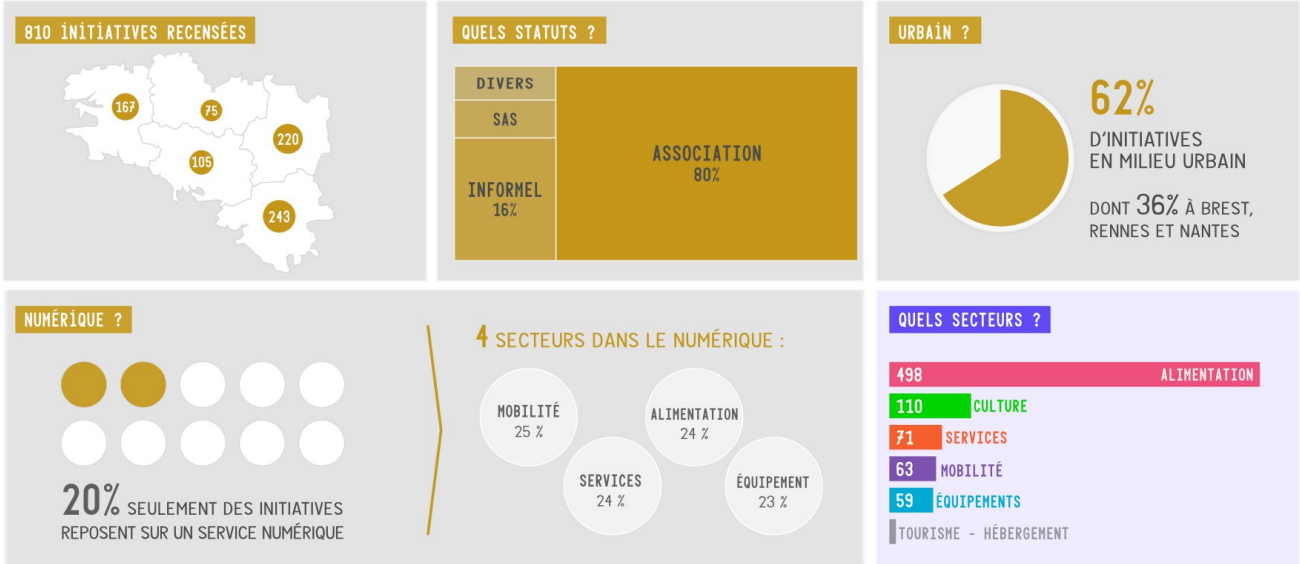 810 INITIATIVES RECENSÉES
167
75
220
105
243
QUELS STATUTS ?
DIVERS
SAS
INFORMEL
16%
ASSOCIATION
80%
URBAIN ?
62%
D'INITIATIVES
EN MILIEU URBAIN
DONT 36% À BREST,
RENNES ET NANTES
NUMÉRIQUE ?
20% SEULEMENT DES INITIATIVES
REPOSENT SUR UN SERVICE NUMÉRIQUE
4 SECTEURS DANS LE NUMÉRIQUE :
MOBILITÉ
25 %
ALIMENTATION
24 %
SERVICES
24 %
ÉQUIPEMENT
23 %
QUELS SECTEURS ?
498 ALIMENTATION
110 CULTURE
71 SERVICES
63 MOBILITÉ
59 ÉQUIPEMENTS
TOURISME - HÉBERGEMENT